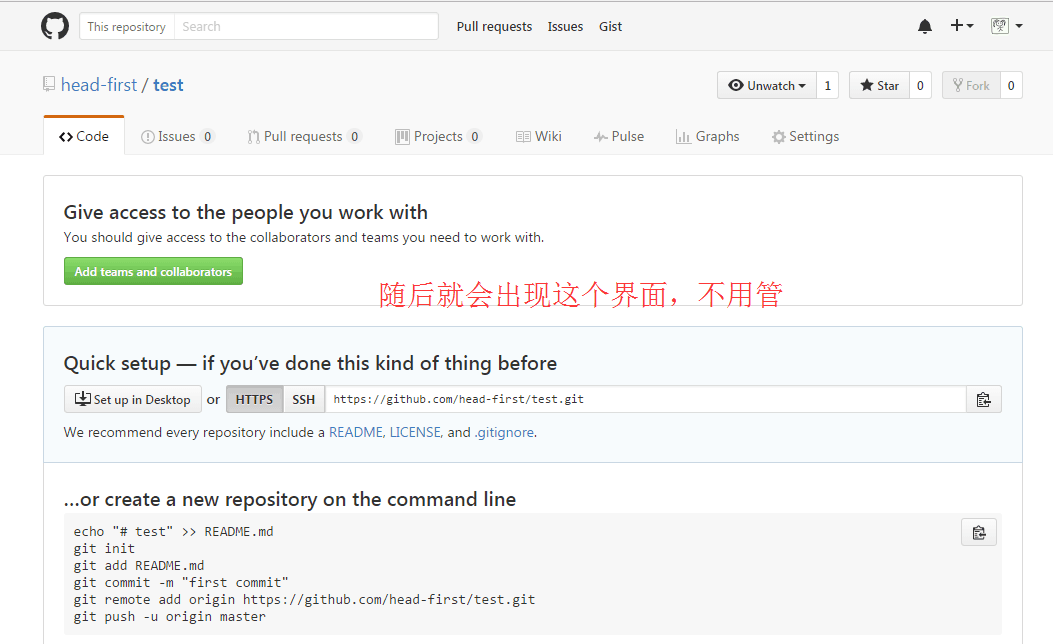 This repository Search Pull requests Issues Gist
head-first / test Unwatch 1 Star 0 Fork 0
Code Issues 0 Pull requests 0 Projects 0 Wiki Pulse Graphs Settings
Give access to the people you work with
You should give access to the collaborators and teams you need to work with.
Add teams and collaborators
随后就会出现这个界面，不用管
Quick setup — if you’ve done this kind of thing before
Set up in Desktop or HTTPS SSH https://github.com/head-first/test.git
We recommend every repository include a README, LICENSE, and .gitignore.
…or create a new repository on the command line
echo "# test" >> README.md
git init
git add README.md
git commit -m "first commit"
git remote add origin https://github.com/head-first/test.git
git push -u origin master